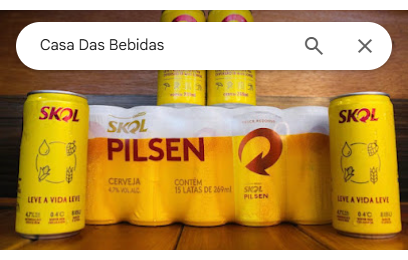 Casa Das Bebidas
SKOL
SKOL
PILSEN
CERVEJA
4,7% VOL. ALC.
CONTÉM
15 LATAS DE 269ml
SKOL
PILSEN
LEVE A VIDA LEVE
SKOL
LEVE A VIDA LEVE